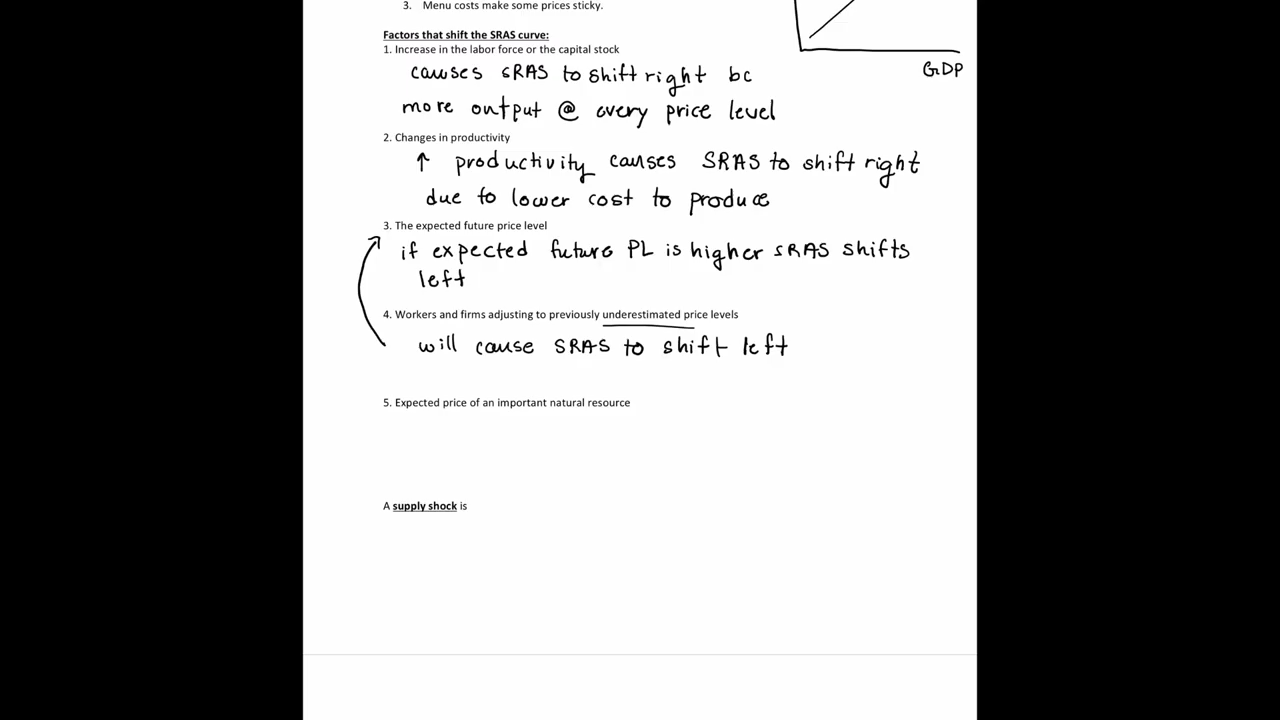 3. Menu costs make some prices sticky.
Factors that shift the SRAS curve:
1. Increase in the labor force or the capital stock
causes SRAS to shift right bc
more output @ every price level
GDP
2. Changes in productivity
↑ productivity causes SRAS to shift right
due to lower cost to produce
3. The expected future price level
if expected future PL is higher SRAS shifts
left
4. Workers and firms adjusting to previously underestimated price levels
will cause SRAS to shift left
5. Expected price of an important natural resource
A supply shock is